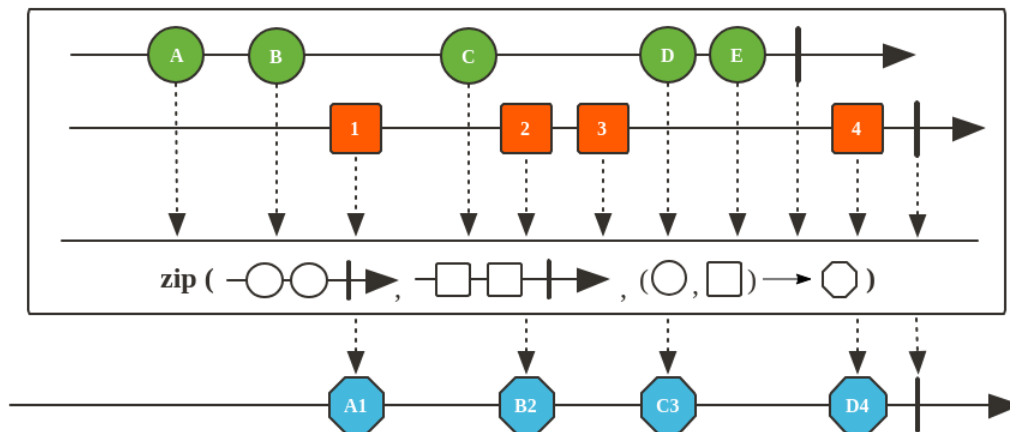 A B C D E
1 2 3 4
zip ( , , ( , ) )
A1 B2 C3 D4